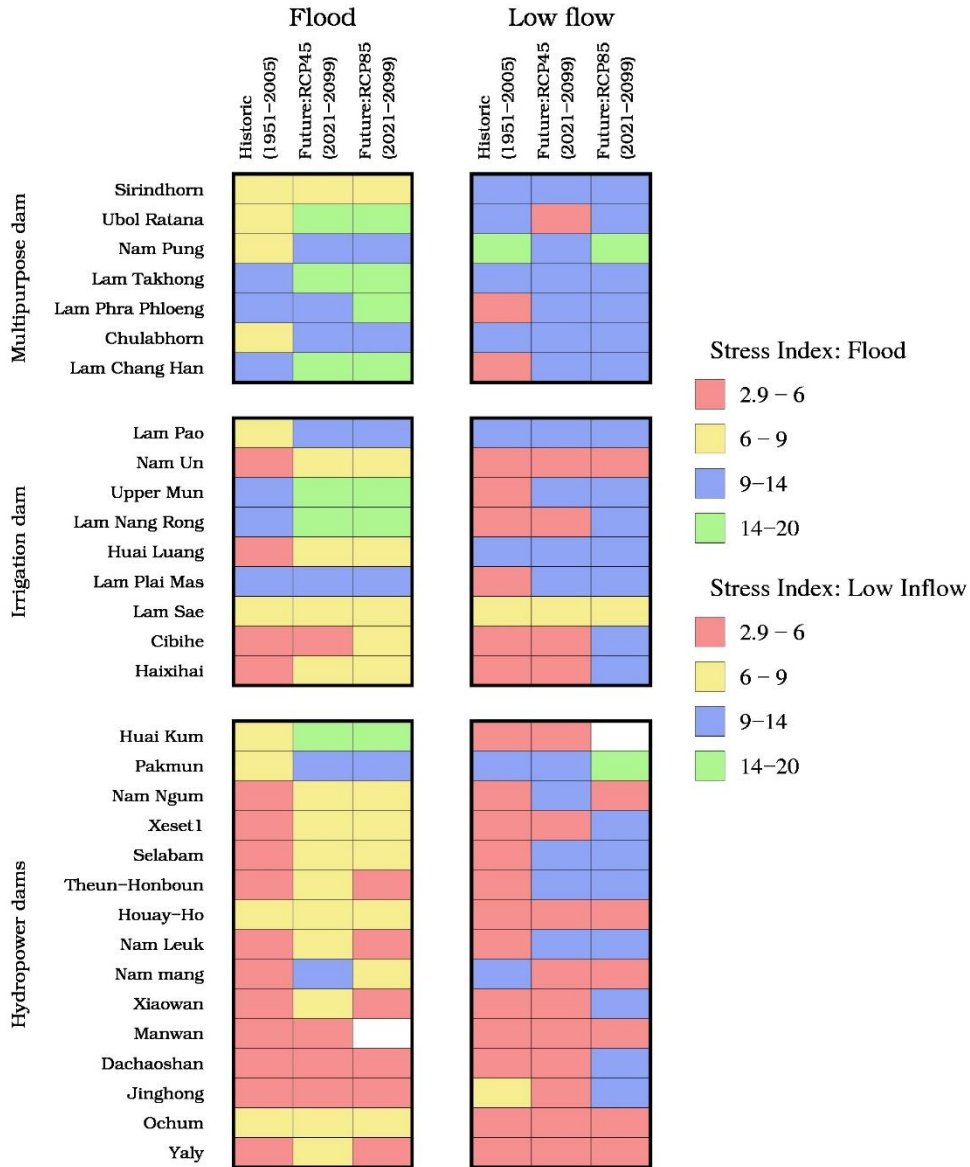 Flood
Low flow
Historic
(1951–2005)
Future:RCP45
(2021–2099)
Future:RCP85
(2021–2099)
Historic
(1951–2005)
Future:RCP45
(2021–2099)
Future:RCP85
(2021–2099)
Multipurpose dam
Sirindhorn
Ubol Ratana
Nam Pung
Lam Takhong
Lam Phra Phloeng
Chulabhorn
Lam Chang Han
Irrigation dam
Lam Pao
Nam Un
Upper Mun
Lam Nang Rong
Huai Luang
Lam Plai Mas
Lam Sae
Cibihe
Haixihai
Hydropower dams
Huai Kum
Pakmun
Nam Ngum
Xeset1
Selabam
Theun-Honboun
Houay-Ho
Nam Leuk
Nam mang
Xiaowan
Manwan
Dachaoshan
Jinghong
Ochum
Yaly
Stress Index: Flood
2.9 – 6
6 – 9
9–14
14–20
Stress Index: Low Inflow
2.9 – 6
6 – 9
9–14
14–20